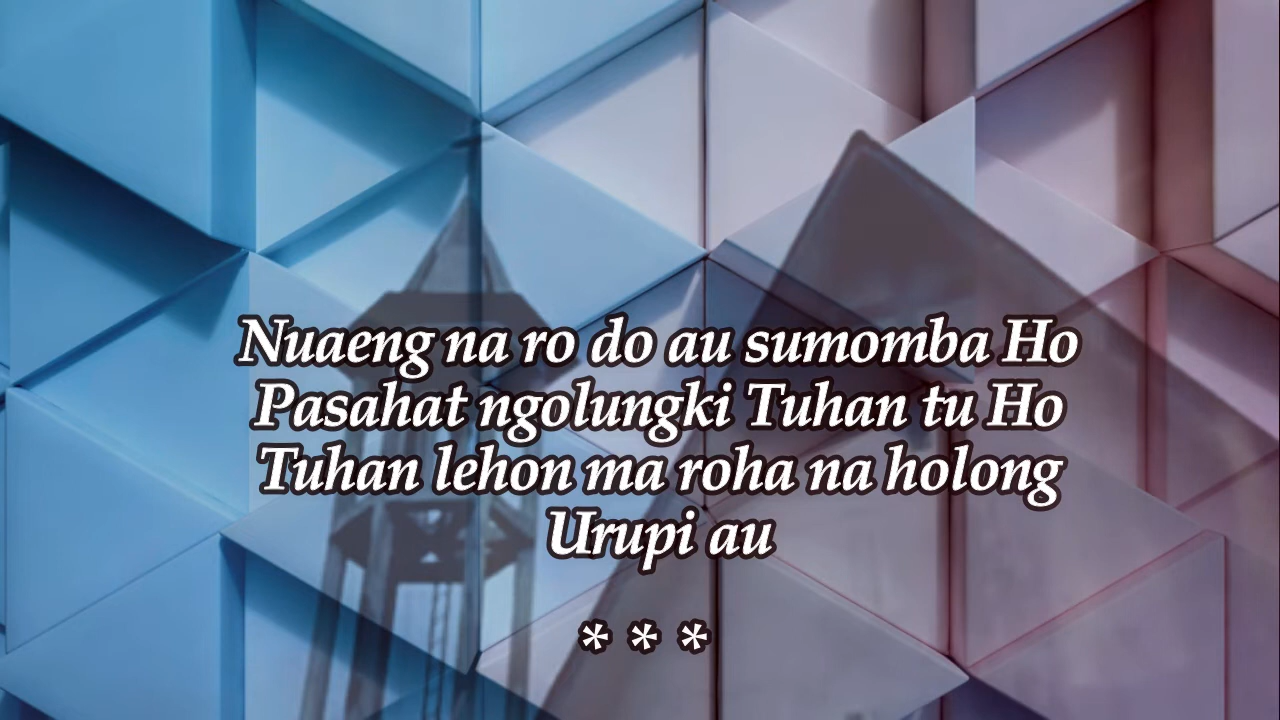 Nuaeng na ro do au sumomba Ho
Pasahat ngolungki Tuhan tu Ho
Tuhan lehon ma roha na holong
Urupi au
* * *